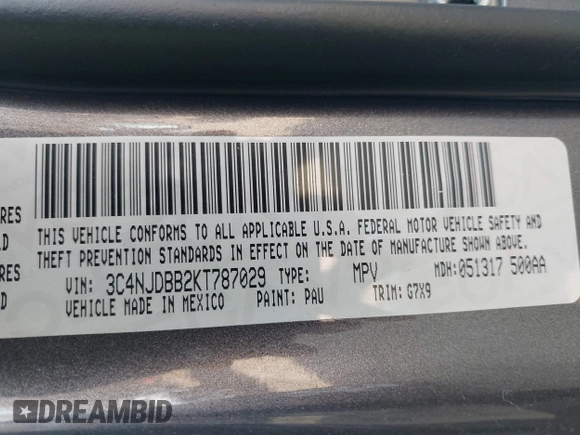 RES
LD
THIS VEHICLE CONFORMS TO ALL APPLICABLE U.S.A. FEDERAL MOTOR VEHICLE SAFETY AND
THEFT PREVENTION STANDARDS IN EFFECT ON THE DATE OF MANUFACTURE SHOWN ABOVE.
VIN: 3C4NJDBB2KT787029 TYPE: MPV MDH:051317 500AA
VEHICLE MADE IN MEXICO PAINT: PAU TRIM: G7X9
DREAMBID